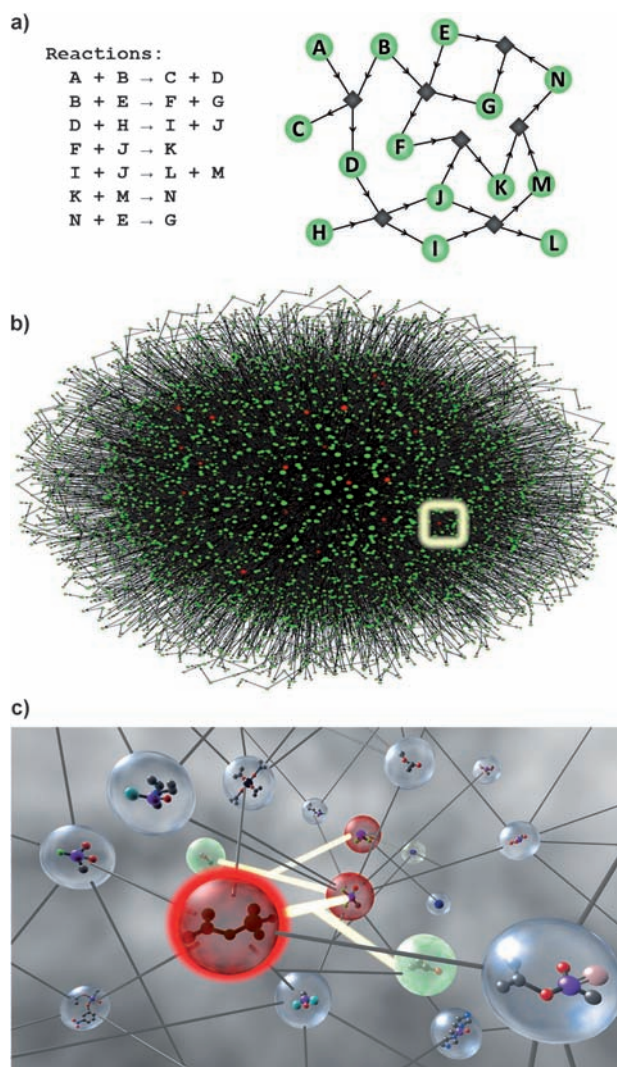 a)
Reactions:
A + B → C + D
B + E → F + G
D + H → I + J
F + J → K
I + J → L + M
K + M → N
N + E → G
A
B
E
N
C
G
F
D
K
M
J
H
I
L
b)
c)